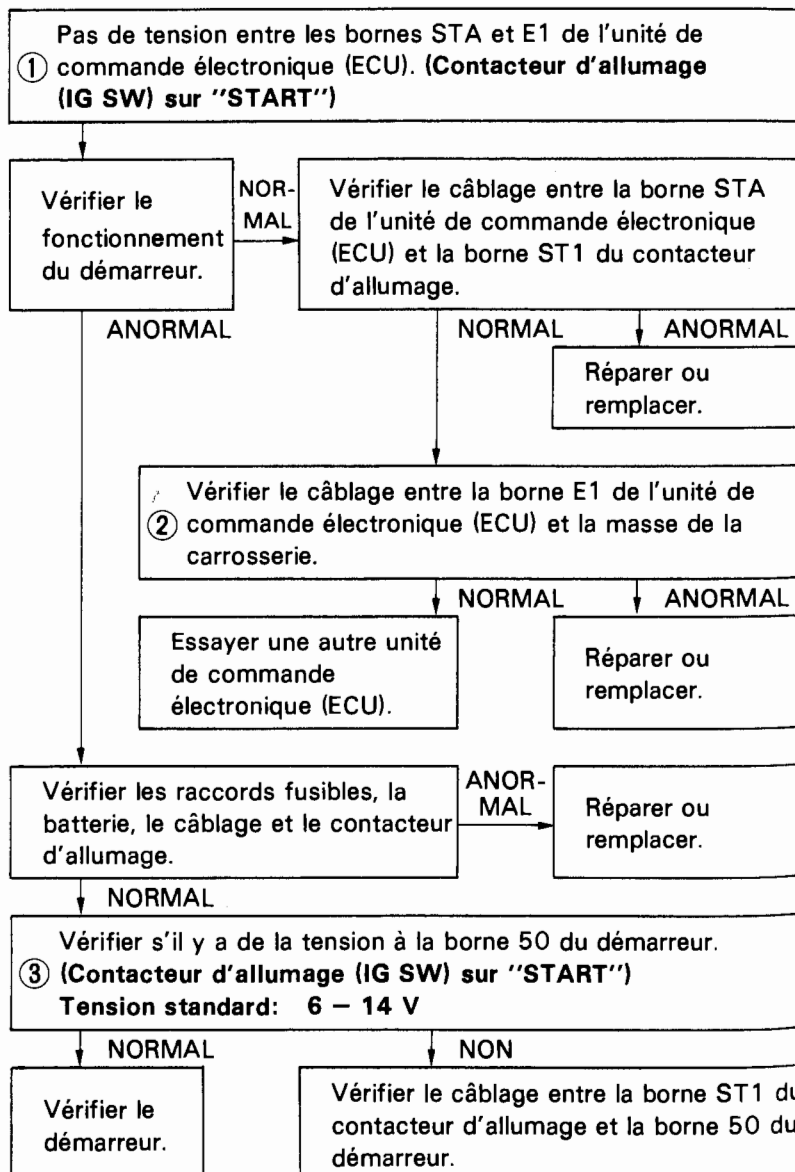 Pas de tension entre les bornes STA et E1 de l'unité de
① commande électronique (ECU). (Contacteur d'allumage
(IG SW) sur ''START'')
Vérifier le
fonctionnement
du démarreur.
NOR-
MAL
Vérifier le câblage entre la borne STA
de l'unité de commande électronique
(ECU) et la borne ST1 du contacteur
d'allumage.
ANORMAL
NORMAL
ANORMAL
Réparer ou
remplacer.
Vérifier le câblage entre la borne E1 de l'unité de
② commande électronique (ECU) et la masse de la
carrosserie.
NORMAL
ANORMAL
Essayer une autre unité
de commande
électronique (ECU).
Réparer ou
remplacer.
Vérifier les raccords fusibles, la
batterie, le câblage et le contacteur
d'allumage.
ANOR-
MAL
Réparer ou
remplacer.
NORMAL
Vérifier s'il y a de la tension à la borne 50 du démarreur.
③ (Contacteur d'allumage (IG SW) sur ''START'')
Tension standard: 6 – 14 V
NORMAL
NON
Vérifier le
démarreur.
Vérifier le câblage entre la borne ST1 du
contacteur d'allumage et la borne 50 du
démarreur.